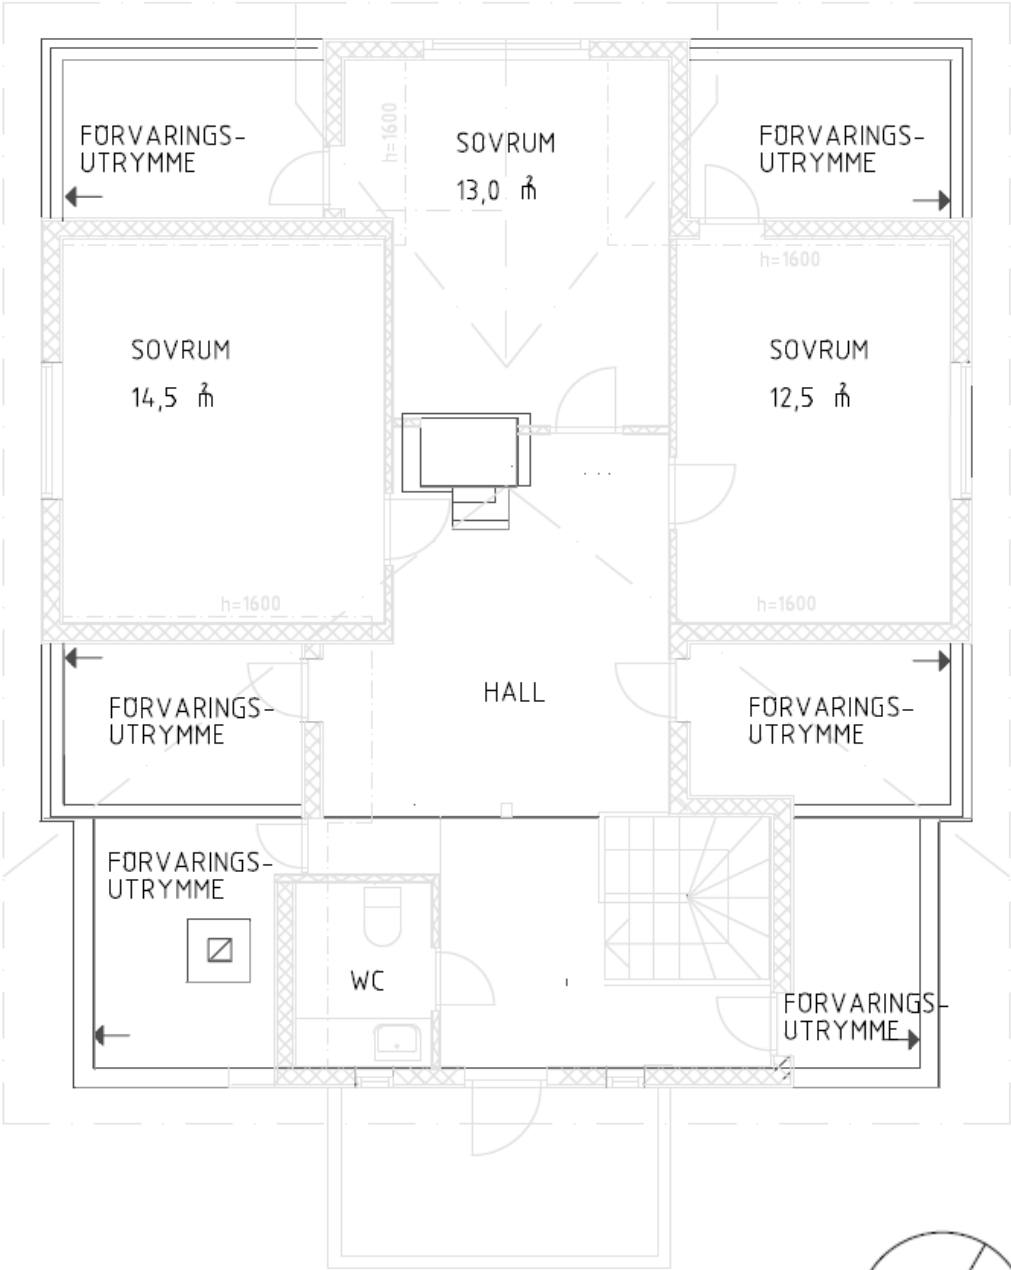 FÖRVARINGS-
UTRYMME
h=1600
SOVRUM
13,0 m²
FÖRVARINGS-
UTRYMME
h=1600
SOVRUM
14,5 m²
SOVRUM
12,5 m²
h=1600
h=1600
FÖRVARINGS-
UTRYMME
HALL
FÖRVARINGS-
UTRYMME
FÖRVARINGS-
UTRYMME
WC
FÖRVARINGS-
UTRYMME